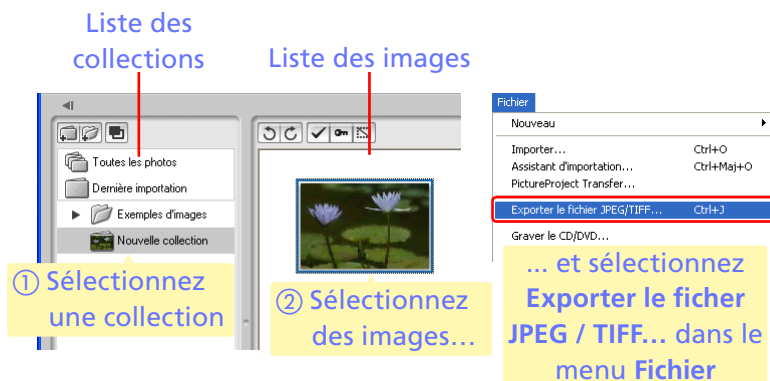 Liste des
collections
Liste des images
Toutes les photos
Dernière importation
Exemples d'images
Nouvelle collection
① Sélectionnez
une collection
② Sélectionnez
des images...
Fichier
Nouveau
Importer... Ctrl+O
Assistant d'importation... Ctrl+Maj+O
PictureProject Transfer...
Exporter le fichier JPEG/TIFF... Ctrl+J
Graver le CD/DVD...
... et sélectionnez
Exporter le ficher
JPEG / TIFF... dans le
menu Fichier